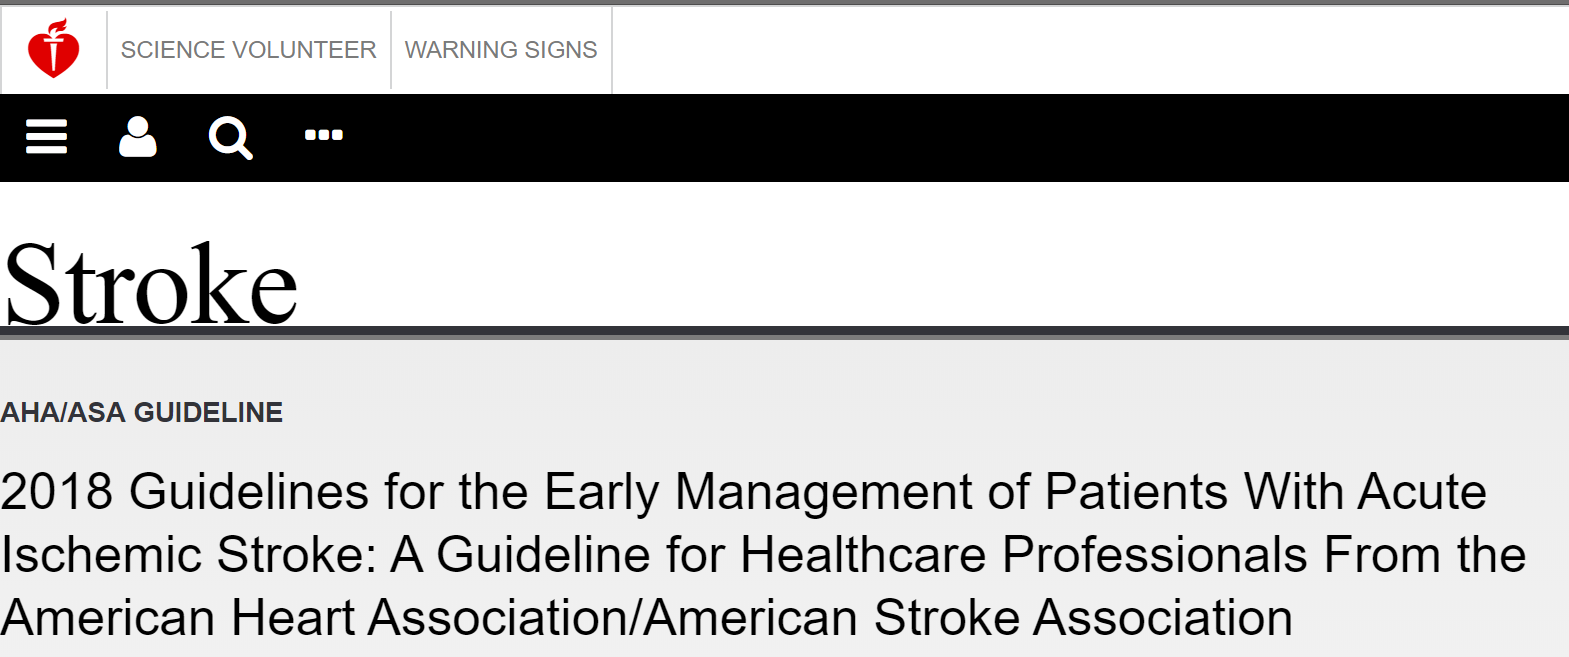 SCIENCE VOLUNTEER
WARNING SIGNS
Stroke
AHA/ASA GUIDELINE
2018 Guidelines for the Early Management of Patients With Acute
Ischemic Stroke: A Guideline for Healthcare Professionals From the
American Heart Association/American Stroke Association